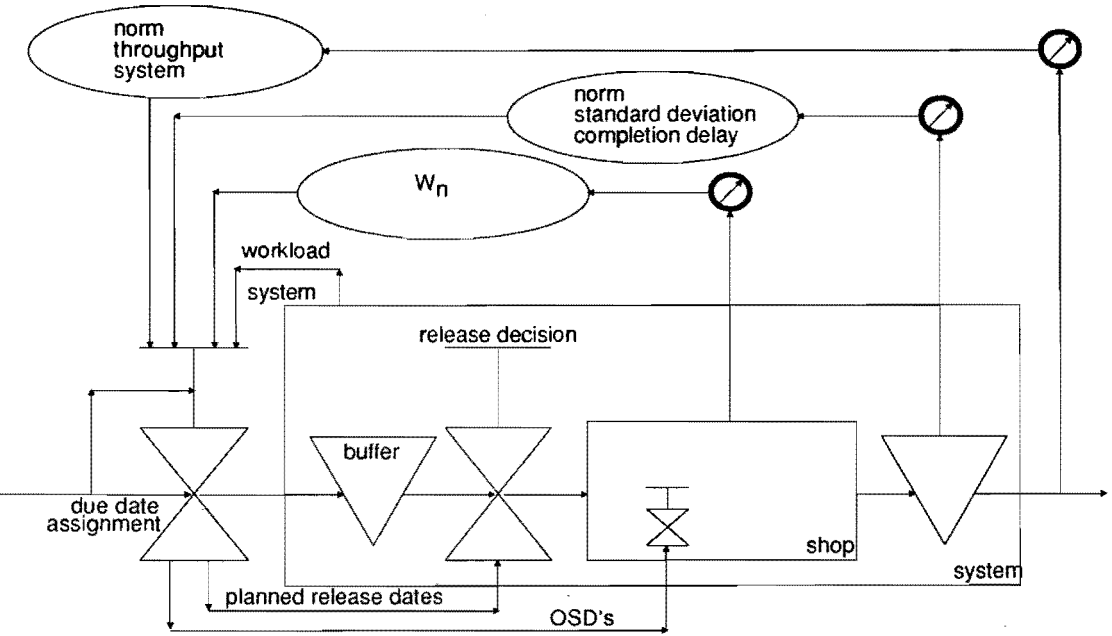 norm
throughput
system
norm
standard deviation
completion delay
Wn
workload
system
release decision
buffer
due date
assignment
shop
system
planned release dates
OSD's